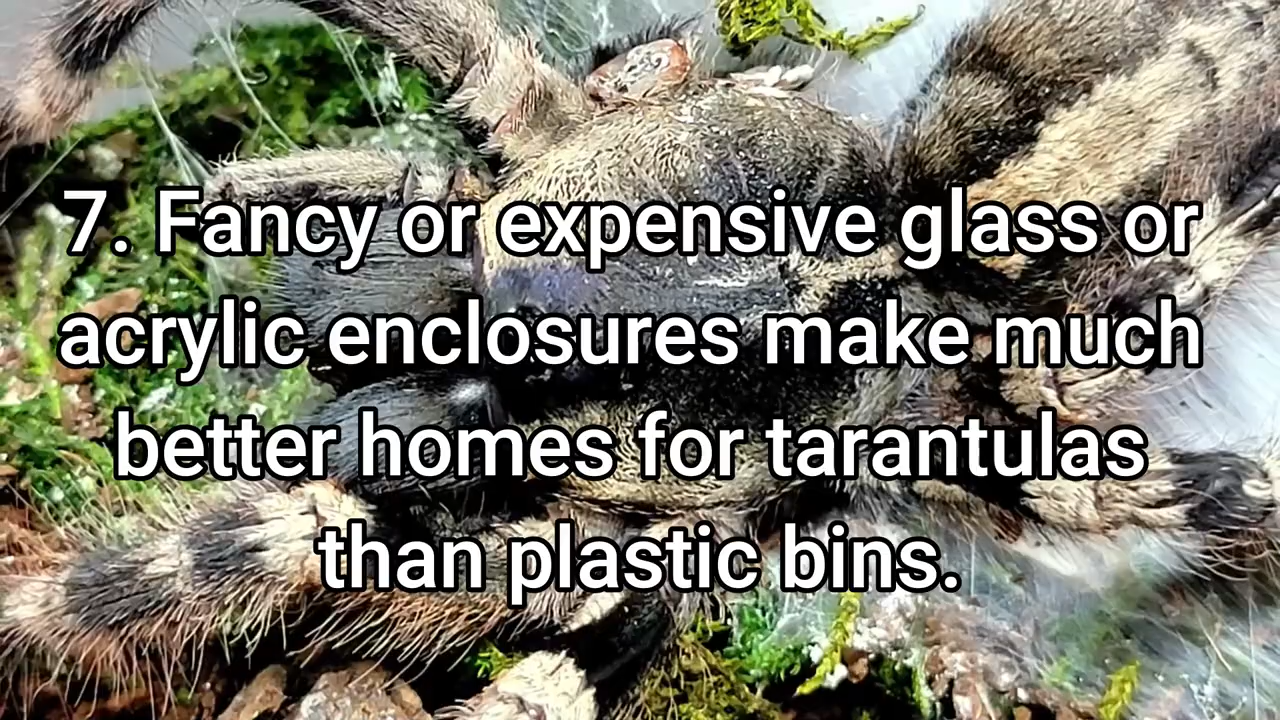 7. Fancy or expensive glass or
acrylic enclosures make much
better homes for tarantulas
than plastic bins.